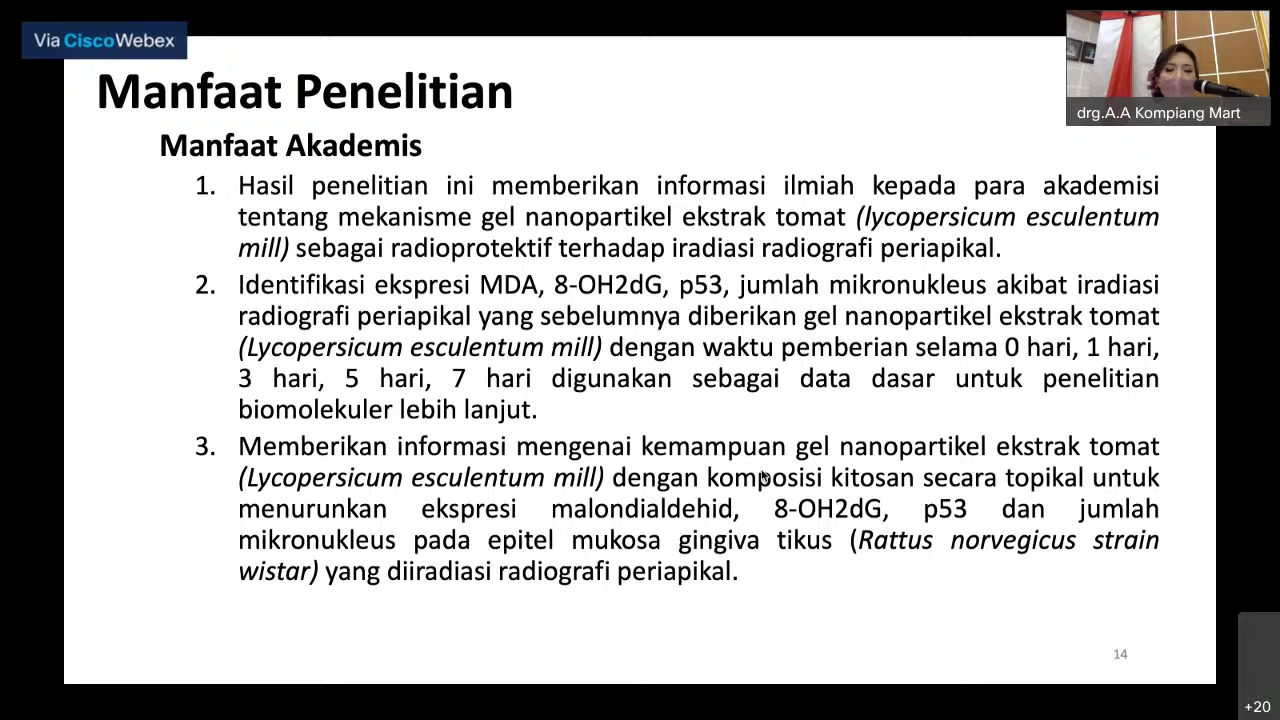 Via CiscoWebex
Manfaat Penelitian
drg.A.A Kompiang Mart
Manfaat Akademis
1. Hasil penelitian ini memberikan informasi ilmiah kepada para akademisi
tentang mekanisme gel nanopartikel ekstrak tomat (lycopersicum esculentum
mill) sebagai radioprotektif terhadap iradiasi radiografi periapikal.
2. Identifikasi ekspresi MDA, 8-OH2dG, p53, jumlah mikronukleus akibat iradiasi
radiografi periapikal yang sebelumnya diberikan gel nanopartikel ekstrak tomat
(Lycopersicum esculentum mill) dengan waktu pemberian selama 0 hari, 1 hari,
3 hari, 5 hari, 7 hari digunakan sebagai data dasar untuk penelitian
biomolekuler lebih lanjut.
3. Memberikan informasi mengenai kemampuan gel nanopartikel ekstrak tomat
(Lycopersicum esculentum mill) dengan komposisi kitosan secara topikal untuk
menurunkan ekspresi malondialdehid, 8-OH2dG, p53 dan jumlah
mikronukleus pada epitel mukosa gingiva tikus (Rattus norvegicus strain
wistar) yang diiradiasi radiografi periapikal.
14
+20